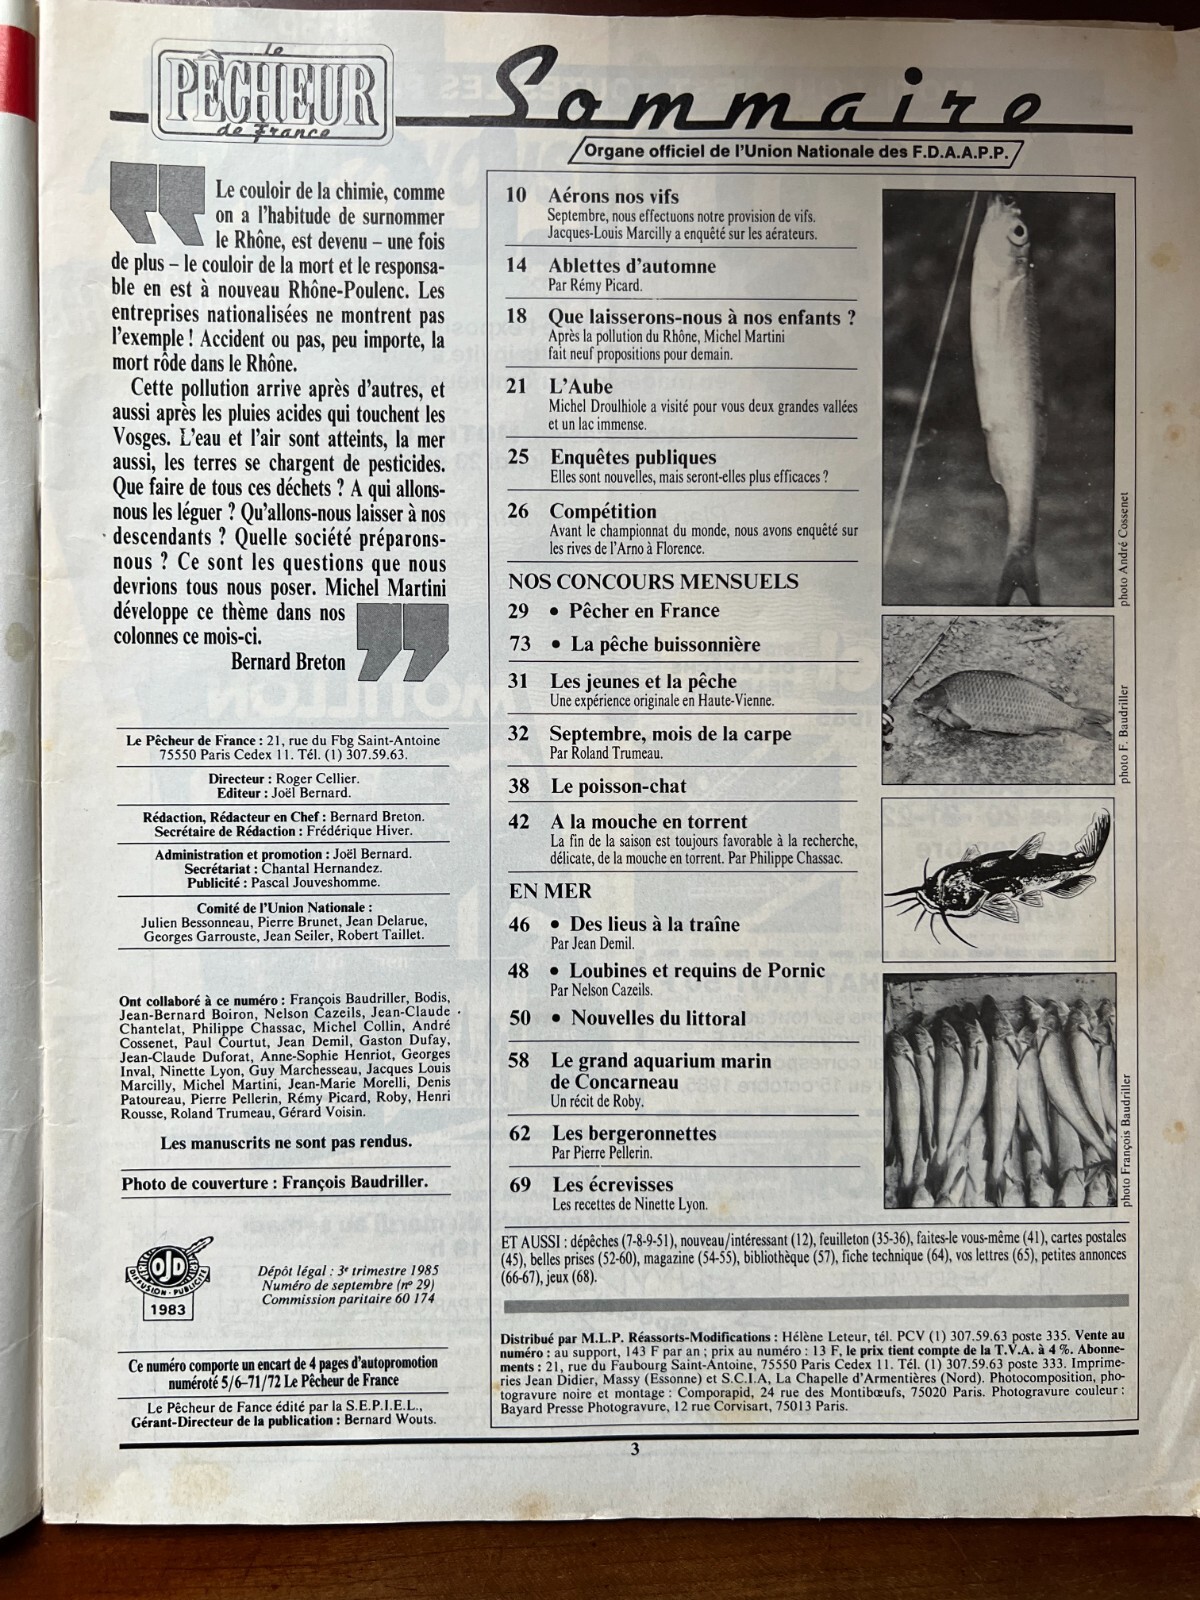 le
PÊCHEUR
de France
Sommaire
Organe officiel de l'Union Nationale des F.D.A.A.P.P.
Le couloir de la chimie, comme
on a l'habitude de surnommer
le Rhône, est devenu – une fois
de plus – le couloir de la mort et le responsa-
ble en est à nouveau Rhône-Poulenc. Les
entreprises nationalisées ne montrent pas
l'exemple ! Accident ou pas, peu importe, la
mort rôde dans le Rhône.
Cette pollution arrive après d'autres, et
aussi après les pluies acides qui touchent les
Vosges. L'eau et l'air sont atteints, la mer
aussi, les terres se chargent de pesticides.
Que faire de tous ces déchets ? A qui allons-
nous les léguer ? Qu'allons-nous laisser à nos
descendants ? Quelle société préparons-
nous ? Ce sont les questions que nous
devrions tous nous poser. Michel Martini
développe ce thème dans nos
colonnes ce mois-ci.
Bernard Breton
Le Pêcheur de France : 21, rue du Fbg Saint-Antoine
75550 Paris Cedex 11. Tél. (1) 307.59.63.
Directeur : Roger Cellier.
Editeur : Joël Bernard.
Rédaction, Rédacteur en Chef : Bernard Breton.
Secrétaire de Rédaction : Frédérique Hiver.
Administration et promotion : Joël Bernard.
Secrétariat : Chantal Hernandez.
Publicité : Pascal Jouveshomme.
Comité de l'Union Nationale :
Julien Bessonneau, Pierre Brunet, Jean Delarue,
Georges Garrouste, Jean Seiler, Robert Taillet.
Ont collaboré à ce numéro : François Baudriller, Bodis,
Jean-Bernard Boiron, Nelson Cazeils, Jean-Claude
Chantelat, Philippe Chassac, Michel Collin, André
Cossenet, Paul Courtut, Jean Demil, Gaston Dufay,
Jean-Claude Duforat, Anne-Sophie Henriot, Georges
Inval, Ninette Lyon, Guy Marchesseau, Jacques Louis
Marcilly, Michel Martini, Jean-Marie Morelli, Denis
Patoureau, Pierre Pellerin, Rémy Picard, Roby, Henri
Rousse, Roland Trumeau, Gérard Voisin.
Les manuscrits ne sont pas rendus.
Photo de couverture : François Baudriller.
OJD
DIFFUSION - PUBLICITÉ
1983
Dépôt légal : 3e trimestre 1985
Numéro de septembre (n° 29)
Commission paritaire 60 174
Ce numéro comporte un encart de 4 pages d'autopromotion
numéroté 5/6–71/72 Le Pêcheur de France
Le Pêcheur de Fance édité par la S.E.P.I.E.L.,
Gérant-Directeur de la publication : Bernard Wouts.
10 Aérons nos vifs
Septembre, nous effectuons notre provision de vifs.
Jacques-Louis Marcilly a enquêté sur les aérateurs.
14 Ablettes d'automne
Par Rémy Picard.
18 Que laisserons-nous à nos enfants ?
Après la pollution du Rhône, Michel Martini
fait neuf propositions pour demain.
21 L'Aube
Michel Droulhiole a visité pour vous deux grandes vallées
et un lac immense.
25 Enquêtes publiques
Elles sont nouvelles, mais seront-elles plus efficaces ?
26 Compétition
Avant le championnat du monde, nous avons enquêté sur
les rives de l'Arno à Florence.
NOS CONCOURS MENSUELS
29 • Pêcher en France
73 • La pêche buissonnière
31 Les jeunes et la pêche
Une expérience originale en Haute-Vienne.
32 Septembre, mois de la carpe
Par Roland Trumeau.
38 Le poisson-chat
42 A la mouche en torrent
La fin de la saison est toujours favorable à la recherche,
délicate, de la mouche en torrent. Par Philippe Chassac.
EN MER
46 • Des lieus à la traîne
Par Jean Demil.
48 • Loubines et requins de Pornic
Par Nelson Cazeils.
50 • Nouvelles du littoral
58 Le grand aquarium marin
de Concarneau
Un récit de Roby.
62 Les bergeronnettes
Par Pierre Pellerin.
69 Les écrevisses
Les recettes de Ninette Lyon.
photo André Cossenet
photo F. Baudriller
photo François Baudriller
ET AUSSI : dépêches (7-8-9-51), nouveau/intéressant (12), feuilleton (35-36), faites-le vous-même (41), cartes postales
(45), belles prises (52-60), magazine (54-55), bibliothèque (57), fiche technique (64), vos lettres (65), petites annonces
(66-67), jeux (68).
Distribué par M.L.P. Réassorts-Modifications : Hélène Leteur, tél. PCV (1) 307.59.63 poste 335. Vente au
numéro : au support, 143 F par an ; prix au numéro : 13 F, le prix tient compte de la T.V.A. à 4 %. Abonne-
ments : 21, rue du Faubourg Saint-Antoine, 75550 Paris Cedex 11. Tél. (1) 307.59.63 poste 333. Imprime-
ries Jean Didier, Massy (Essonne) et S.C.I.A, La Chapelle d'Armentières (Nord). Photocomposition, pho-
togravure noire et montage : Comporapid, 24 rue des Montibœufs, 75020 Paris. Photogravure couleur :
Bayard Presse Photogravure, 12 rue Corvisart, 75013 Paris.
3